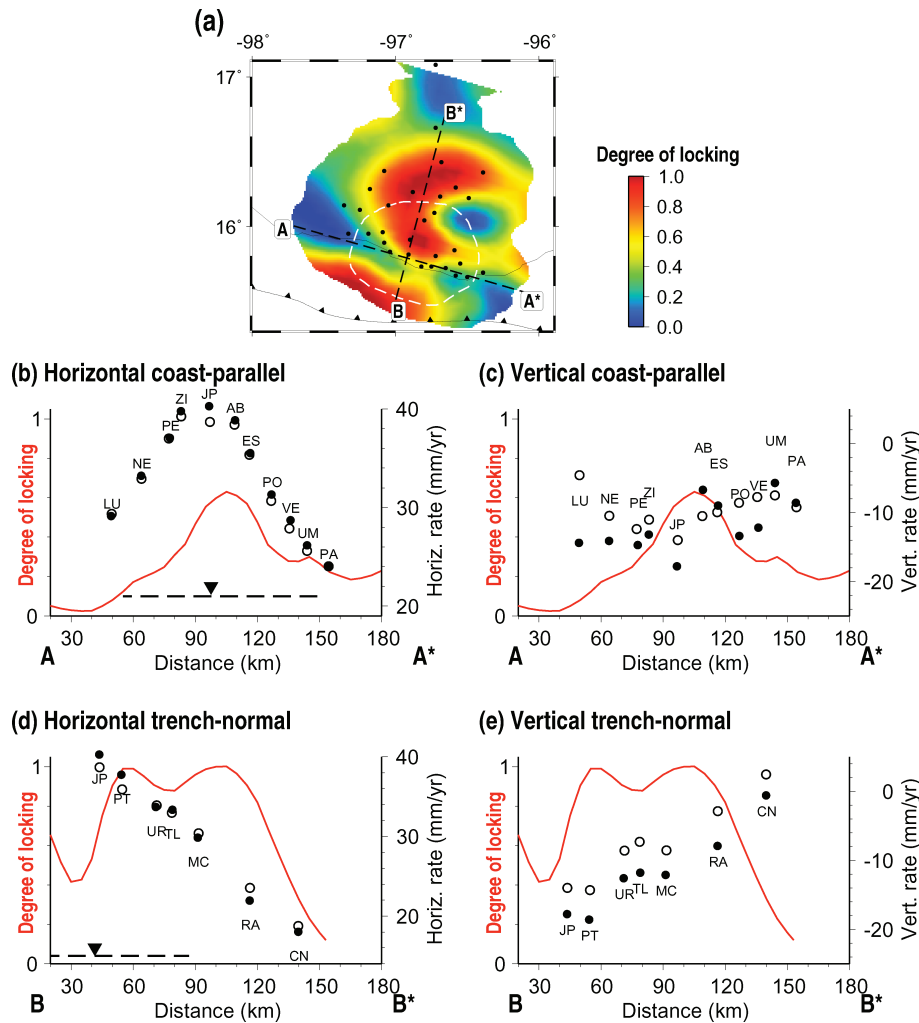 (a)
-98˚ -97˚ -96˚
17˚
16˚
B*
A
A*
B
Degree of locking
1.0
0.8
0.6
0.4
0.2
0.0
(b) Horizontal coast-parallel
1
0
Degree of locking
LU
NE
PE
ZI
JP
AB
ES
PO
VE
UM
PA
40
30
20
Horiz. rate (mm/yr)
30 60 90 120 150 180
A Distance (km) A*
(c) Vertical coast-parallel
1
0
Degree of locking
LU
NE
PE
ZI
JP
AB
ES
PO
VE
UM
PA
0
-10
-20
Vert. rate (mm/yr)
30 60 90 120 150 180
A Distance (km) A*
(d) Horizontal trench-normal
1
0
Degree of locking
JP
PT
UR
TL
MC
RA
CN
40
30
20
Horiz. rate (mm/yr)
30 60 90 120 150 180
B Distance (km) B*
(e) Vertical trench-normal
1
0
Degree of locking
JP
PT
UR
TL
MC
RA
CN
0
-10
-20
Vert. rate (mm/yr)
30 60 90 120 150 180
B Distance (km) B*